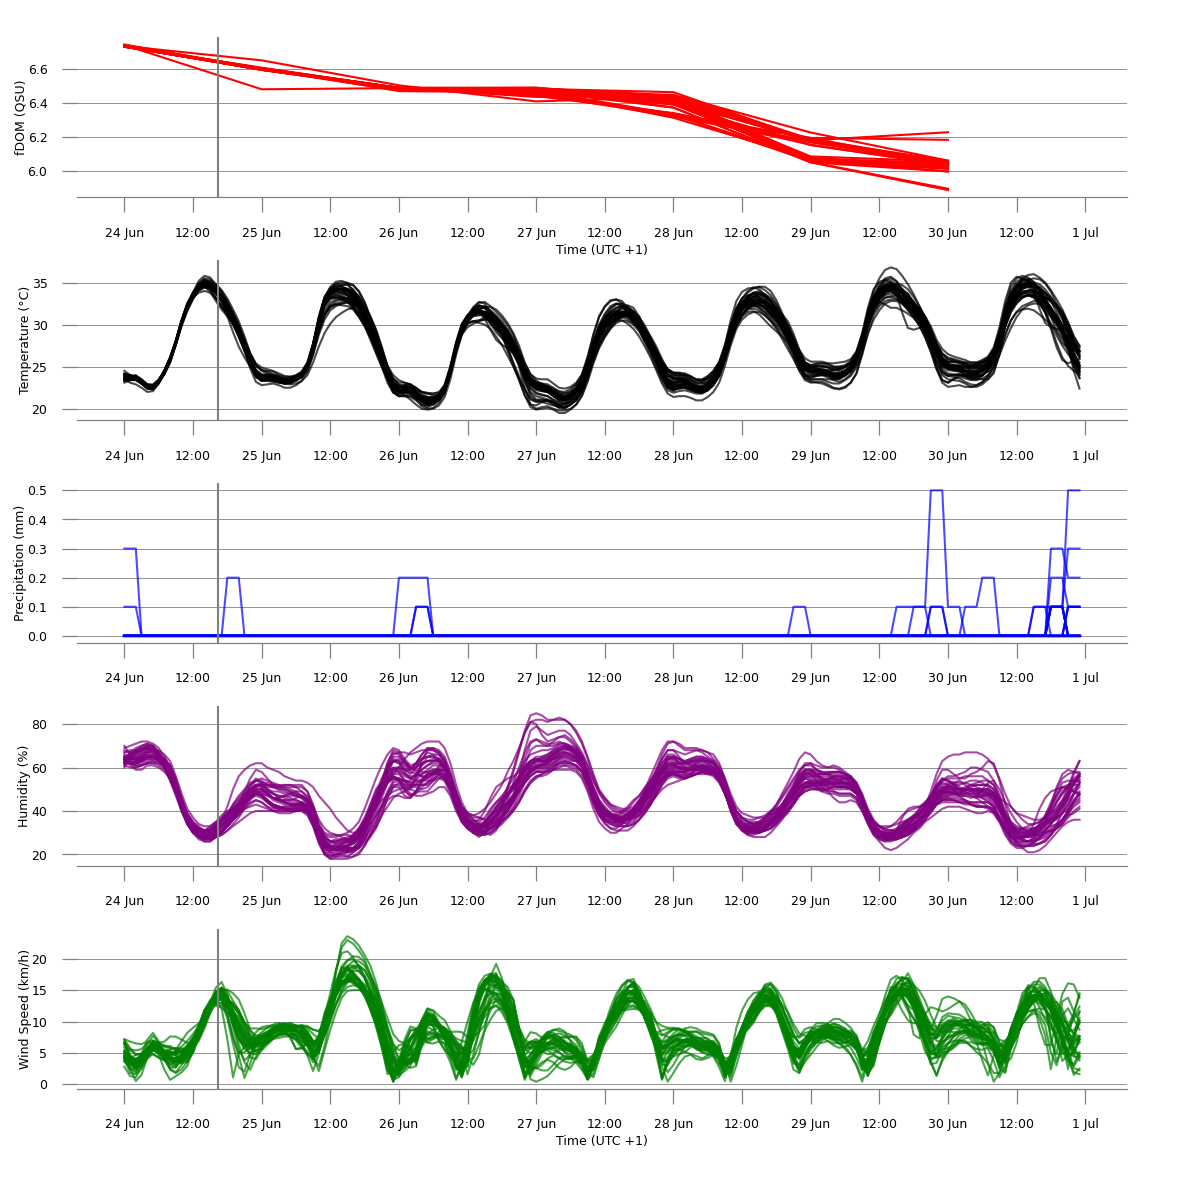 fDOM (QSU)
6.6
6.4
6.2
6.0
24 Jun 12:00 25 Jun 12:00 26 Jun 12:00 27 Jun 12:00 28 Jun 12:00 29 Jun 12:00 30 Jun 12:00 1 Jul
Time (UTC +1)
Temperature (°C)
35
30
25
20
24 Jun 12:00 25 Jun 12:00 26 Jun 12:00 27 Jun 12:00 28 Jun 12:00 29 Jun 12:00 30 Jun 12:00 1 Jul
Precipitation (mm)
0.5
0.4
0.3
0.2
0.1
0.0
24 Jun 12:00 25 Jun 12:00 26 Jun 12:00 27 Jun 12:00 28 Jun 12:00 29 Jun 12:00 30 Jun 12:00 1 Jul
Humidity (%)
80
60
40
20
24 Jun 12:00 25 Jun 12:00 26 Jun 12:00 27 Jun 12:00 28 Jun 12:00 29 Jun 12:00 30 Jun 12:00 1 Jul
Wind Speed (km/h)
20
15
10
5
0
24 Jun 12:00 25 Jun 12:00 26 Jun 12:00 27 Jun 12:00 28 Jun 12:00 29 Jun 12:00 30 Jun 12:00 1 Jul
Time (UTC +1)